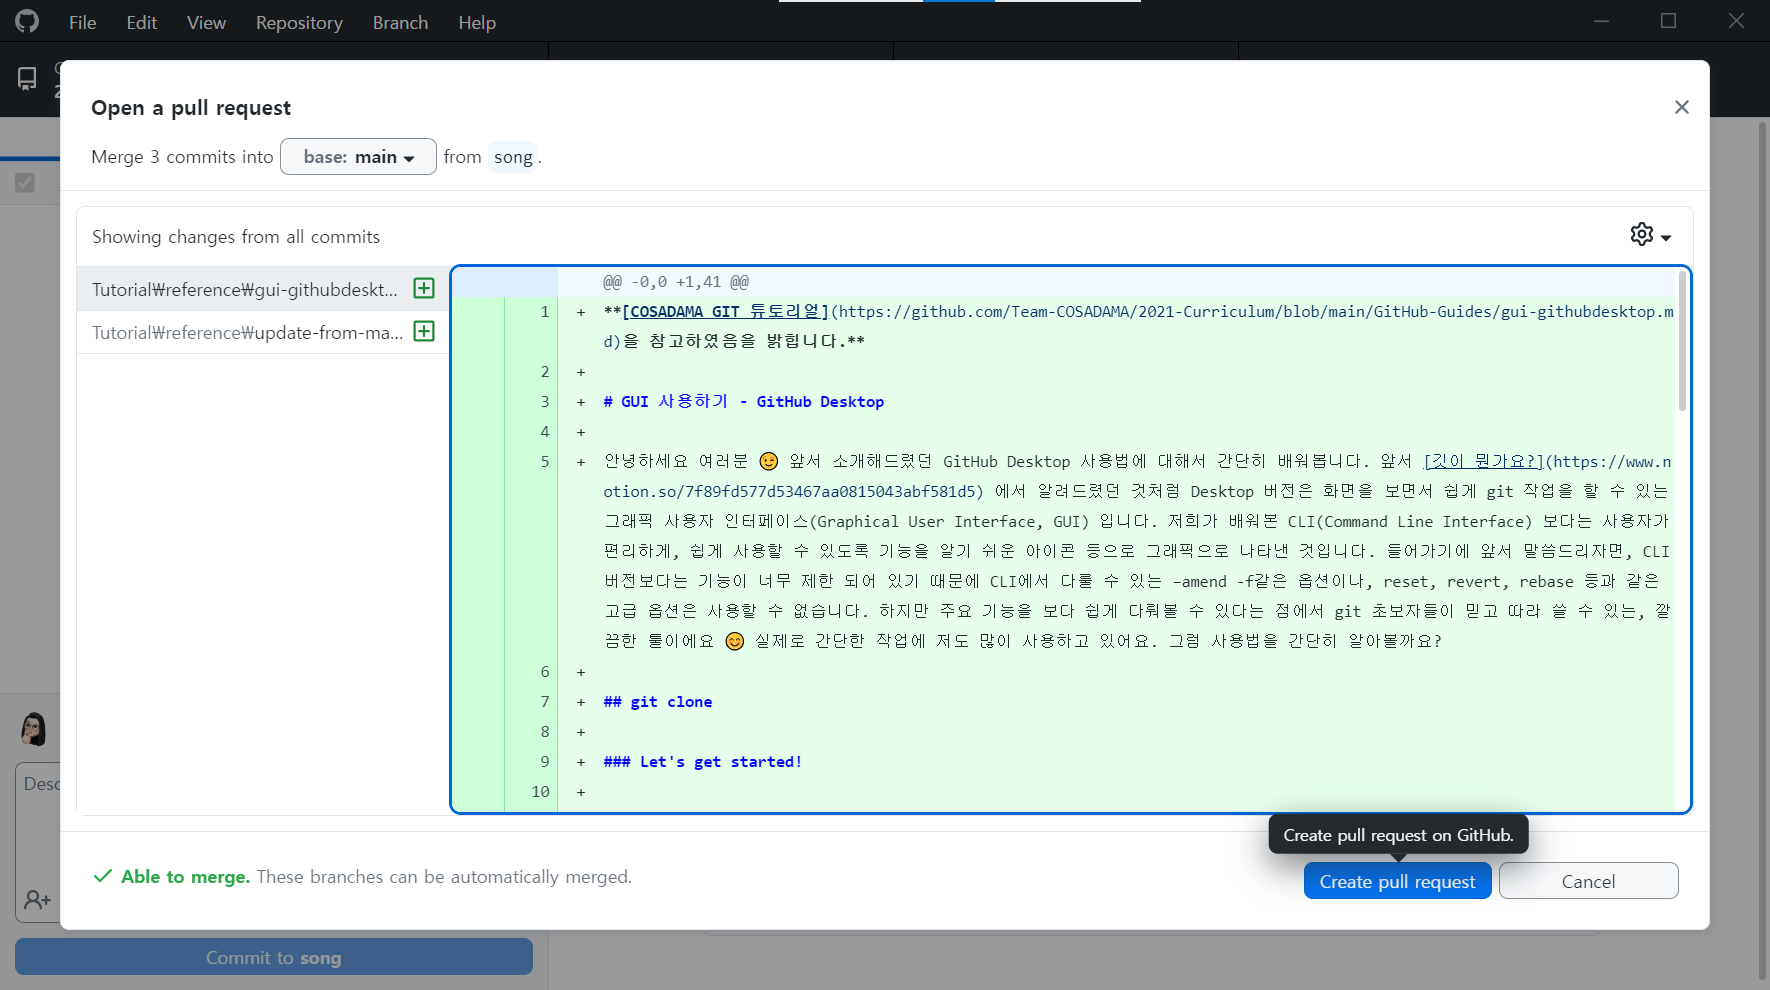 File Edit View Repository Branch Help
Open a pull request
Merge 3 commits into base: main from song.
Showing changes from all commits
Tutorial₩reference₩gui-githubdeskt...
Tutorial₩reference₩update-from-ma...
@@ -0,0 +1,41 @@
1 + **[COSADAMA GIT 튜토리얼](https://github.com/Team-COSADAMA/2021-Curriculum/blob/main/GitHub-Guides/gui-githubdesktop.m
d)을 참고하였음을 밝힙니다.**
2 +
3 + # GUI 사용하기 - GitHub Desktop
4 +
5 + 안녕하세요 여러분 😉 앞서 소개해드렸던 GitHub Desktop 사용법에 대해서 간단히 배워봅니다. 앞서 [깃이 뭔가요?](https://www.n
otion.so/7f89fd577d53467aa0815043abf581d5) 에서 알려드렸던 것처럼 Desktop 버전은 화면을 보면서 쉽게 git 작업을 할 수 있는
그래픽 사용자 인터페이스(Graphical User Interface, GUI) 입니다. 저희가 배워본 CLI(Command Line Interface) 보다는 사용자가
편리하게, 쉽게 사용할 수 있도록 기능을 알기 쉬운 아이콘 등으로 그래픽으로 나타낸 것입니다. 들어가기에 앞서 말씀드리자면, CLI
버전보다는 기능이 너무 제한 되어 있기 때문에 CLI에서 다룰 수 있는 –amend -f같은 옵션이나, reset, revert, rebase 등과 같은
고급 옵션은 사용할 수 없습니다. 하지만 주요 기능을 보다 쉽게 다뤄볼 수 있다는 점에서 git 초보자들이 믿고 따라 쓸 수 있는, 깔
끔한 툴이에요 😊 실제로 간단한 작업에 저도 많이 사용하고 있어요. 그럼 사용법을 간단히 알아볼까요?
6 +
7 + ## git clone
8 +
9 + ### Let's get started!
10 +
Desc
Create pull request on GitHub.
Able to merge. These branches can be automatically merged.
Create pull request
Cancel
Commit to song